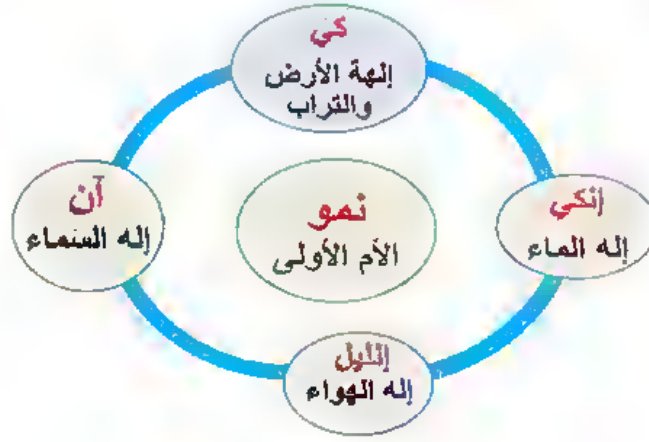 كي
إلهة الأرض
والتراب
إنكي
إله الماء
نمو
الأم الأولى
آن
إله السماء
إنليل
إله الهواء